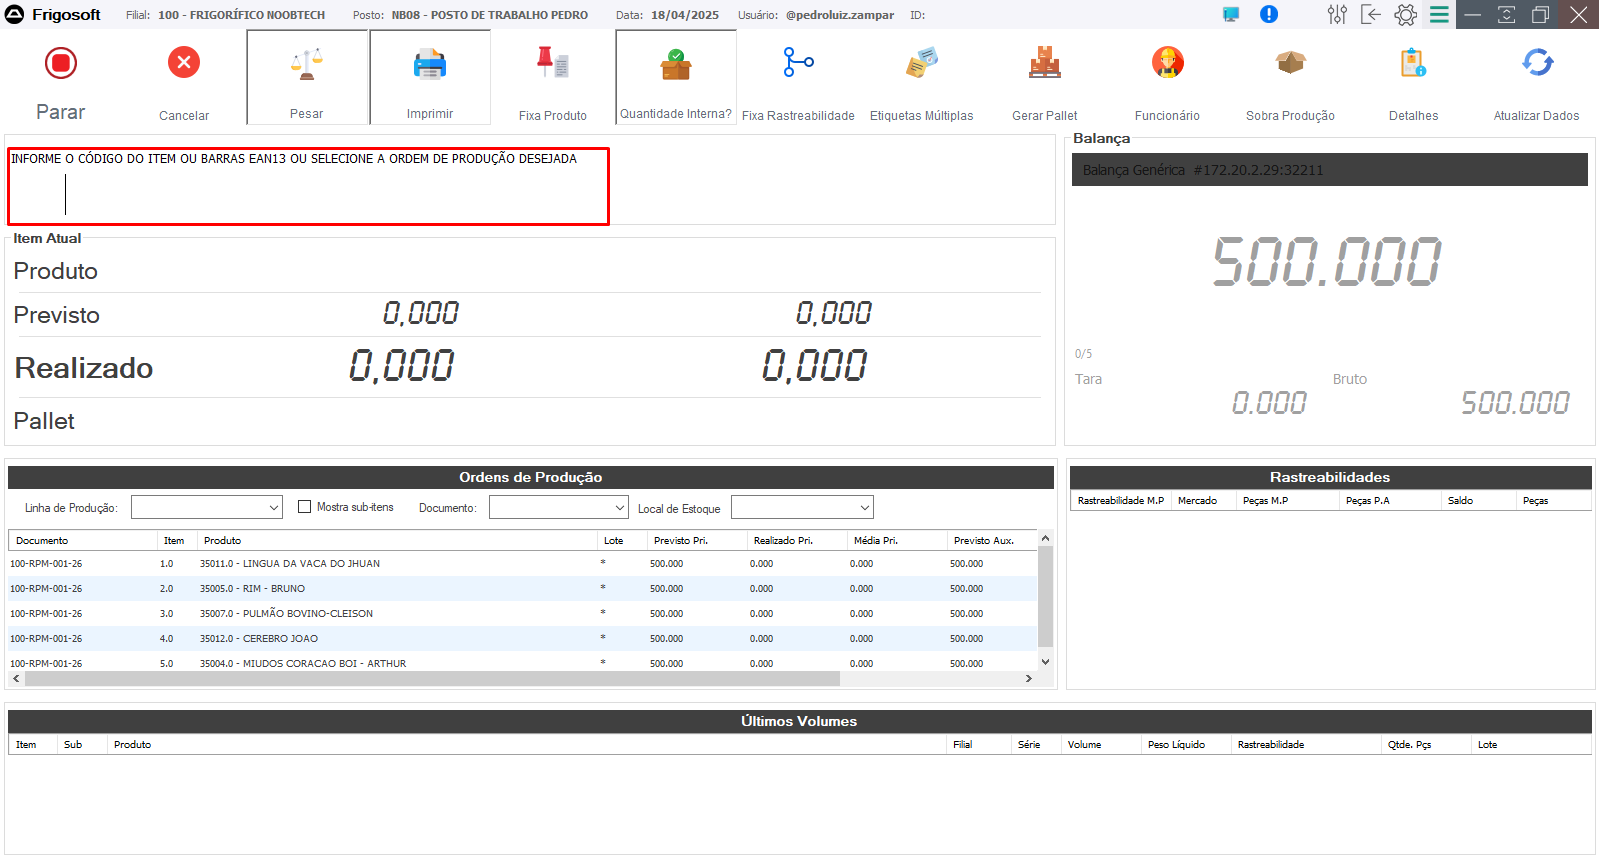 Frigosoft Filial: 100 - FRIGORÍFICO NOOBTECH Posto: NB08 - POSTO DE TRABALHO PEDRO Data: 18/04/2025 Usuário: @pedroluiz.zampar ID:
Parar Cancelar Pesar Imprimir Fixa Produto Quantidade Interna? Fixa Rastreabilidade Etiquetas Múltiplas Gerar Pallet Funcionário Sobra Produção Detalhes Atualizar Dados
INFORME O CÓDIGO DO ITEM OU BARRAS EAN13 OU SELECIONE A ORDEM DE PRODUÇÃO DESEJADA
Balança
Balança Genérica #172.20.2.29:32211
500.000
0/5
Tara Bruto
0.000 500.000
Item Atual
Produto
Previsto 0,000 0,000
Realizado 0,000 0,000
Pallet
Ordens de Produção
Linha de Produção: Mostra sub-itens Documento: Local de Estoque
Documento Item Produto Lote Previsto Pri. Realizado Pri. Média Pri. Previsto Aux.
100-RPM-001-26 1.0 35011.0 - LINGUA DA VACA DO JHUAN * 500.000 0.000 0.000 500.000
100-RPM-001-26 2.0 35005.0 - RIM - BRUNO * 500.000 0.000 0.000 500.000
100-RPM-001-26 3.0 35007.0 - PULMÃO BOVINO-CLEISON * 500.000 0.000 0.000 500.000
100-RPM-001-26 4.0 35012.0 - CEREBRO JOAO * 500.000 0.000 0.000 500.000
100-RPM-001-26 5.0 35004.0 - MIUDOS CORACAO BOI - ARTHUR * 500.000 0.000 0.000 500.000
Rastreabilidades
Rastreabilidade M.P Mercado Peças M.P Peças P.A Saldo Peças
Últimos Volumes
Item Sub Produto Filial Série Volume Peso Líquido Rastreabilidade Qtde. Pçs Lote